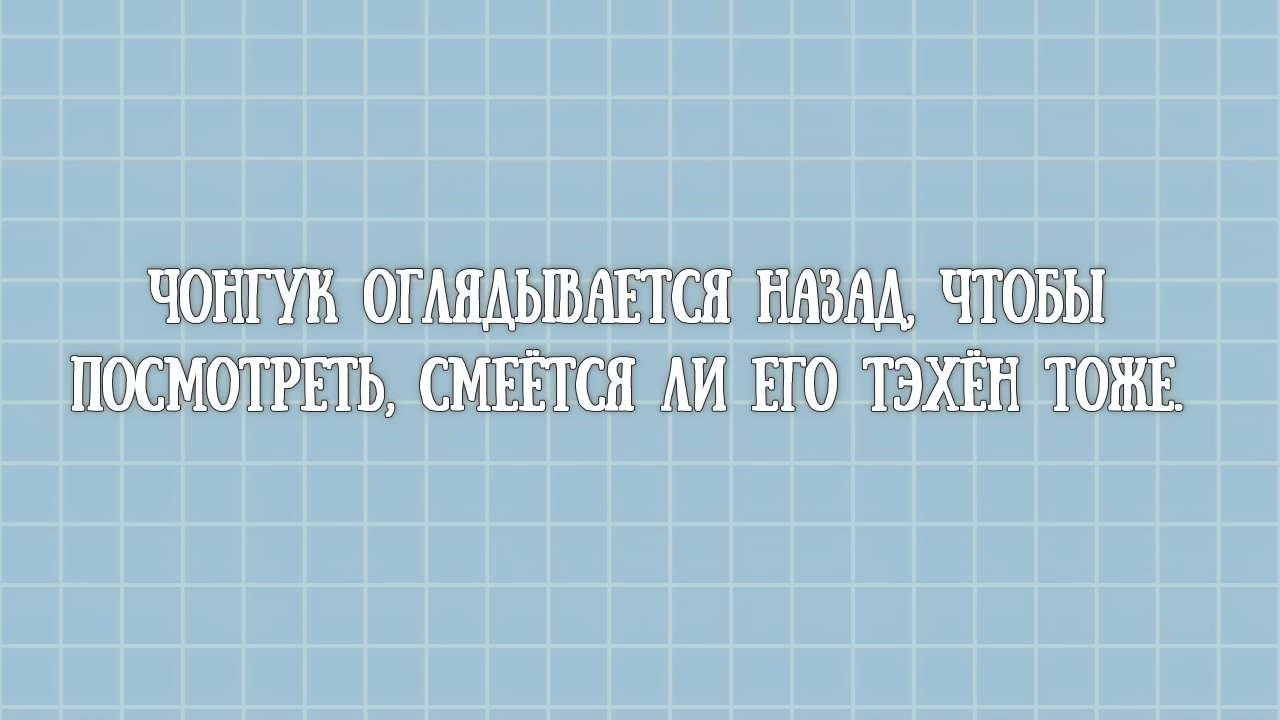 ЧОНГУК ОГЛЯДЫВАЕТСЯ НАЗАД, ЧТОБЫ
ПОСМОТРЕТЬ, СМЕЁТСЯ ЛИ ЕГО ТЭХЁН ТОЖЕ.